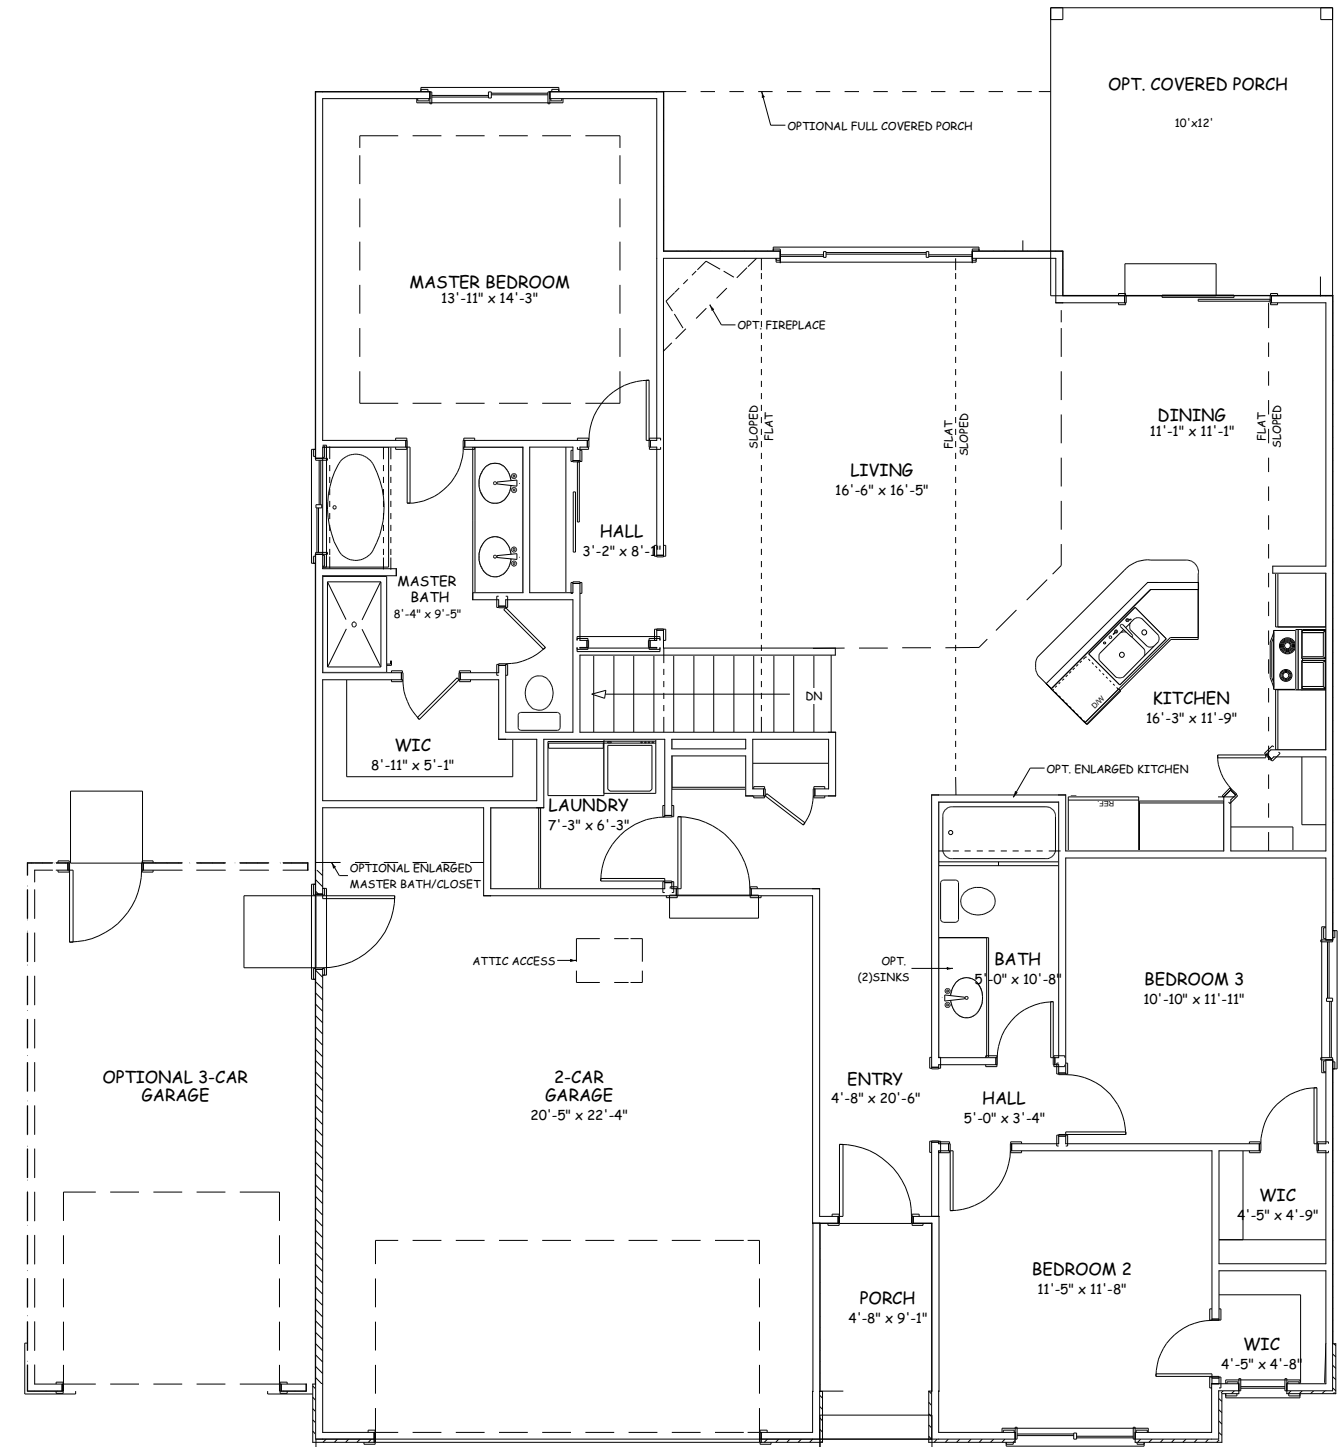 OPT. COVERED PORCH
10'x12'
OPTIONAL FULL COVERED PORCH
MASTER BEDROOM
13'-11" x 14'-3"
OPT. FIREPLACE
SLOPED
FLAT
FLAT
SLOPED
DINING
11'-1" x 11'-1"
FLAT
SLOPED
LIVING
16'-6" x 16'-5"
HALL
3'-2" x 8'-1"
MASTER
BATH
8'-4" x 9'-5"
DN
D/W
KITCHEN
16'-3" x 11'-9"
WIC
8'-11" x 5'-1"
OPT. ENLARGED KITCHEN
LAUNDRY
7'-3" x 6'-3"
REF.
OPTIONAL ENLARGED
MASTER BATH/CLOSET
ATTIC ACCESS
OPT.
(2)SINKS
BATH
5'-0" x 10'-8"
BEDROOM 3
10'-10" x 11'-11"
OPTIONAL 3-CAR
GARAGE
2-CAR
GARAGE
20'-5" x 22'-4"
ENTRY
4'-8" x 20'-6"
HALL
5'-0" x 3'-4"
WIC
4'-5" x 4'-9"
BEDROOM 2
11'-5" x 11'-8"
PORCH
4'-8" x 9'-1"
WIC
4'-5" x 4'-8"